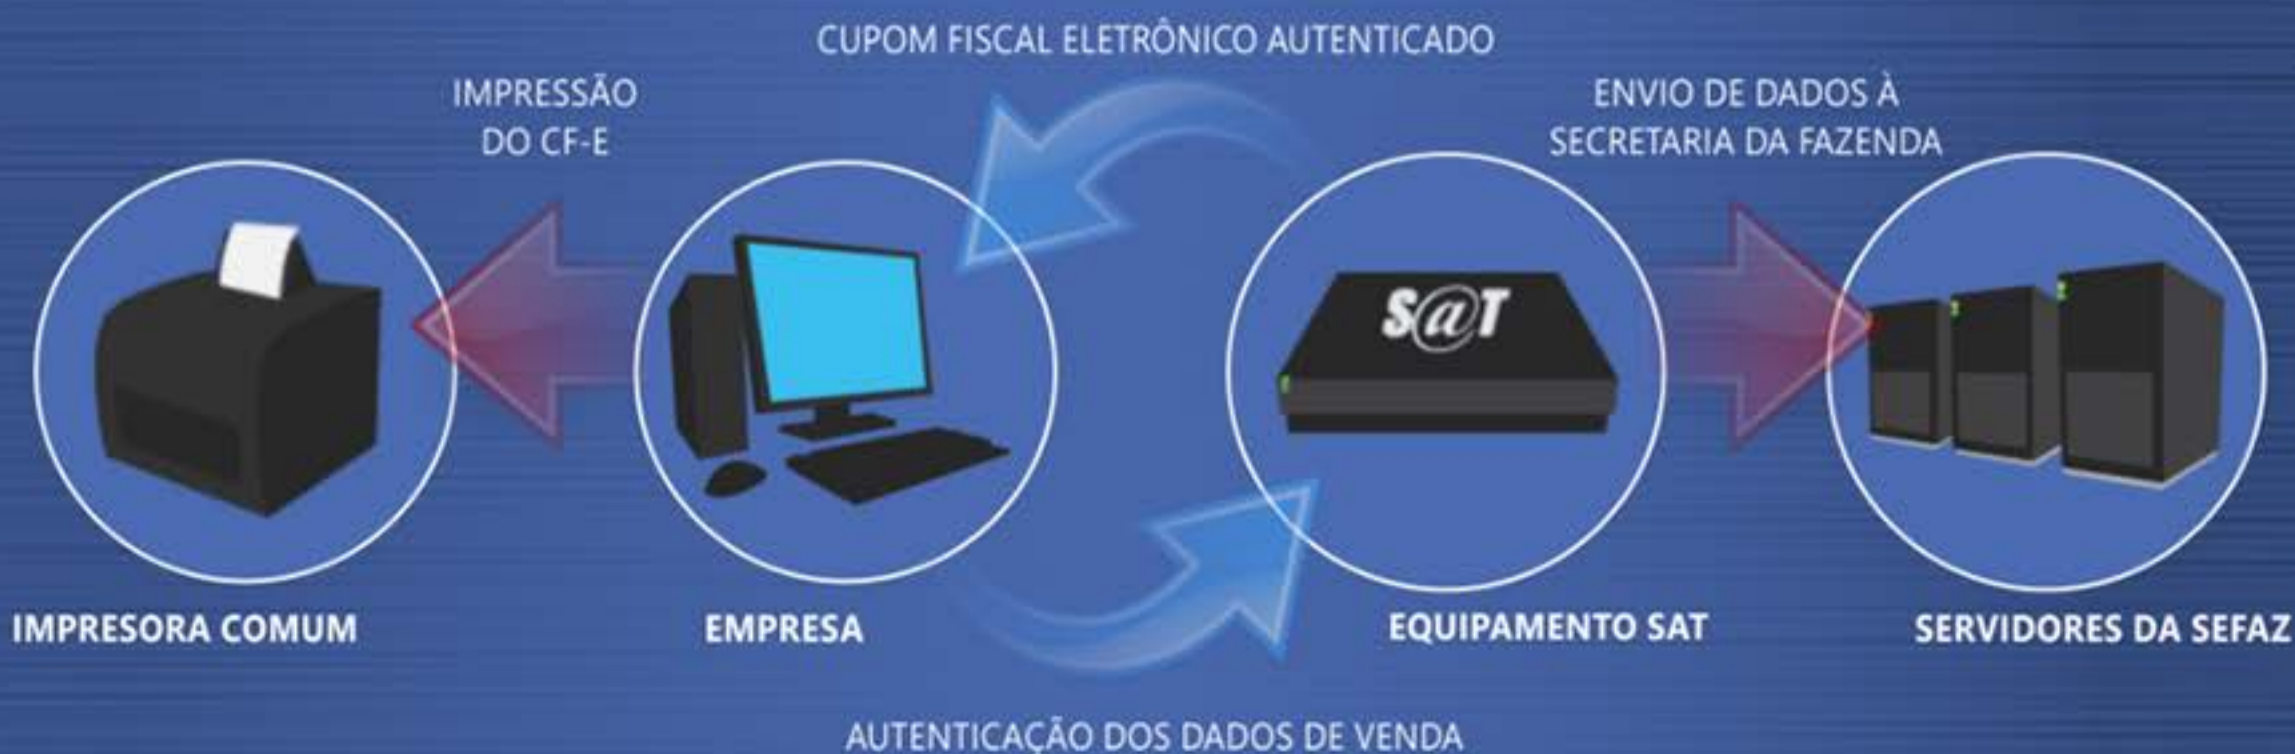 CUPOM FISCAL ELETRÔNICO AUTENTICADO
IMPRESSÃO
DO CF-E
ENVIO DE DADOS À
SECRETARIA DA FAZENDA
S@T
IMPRESORA COMUM
EMPRESA
EQUIPAMENTO SAT
SERVIDORES DA SEFAZ
AUTENTICAÇÃO DOS DADOS DE VENDA